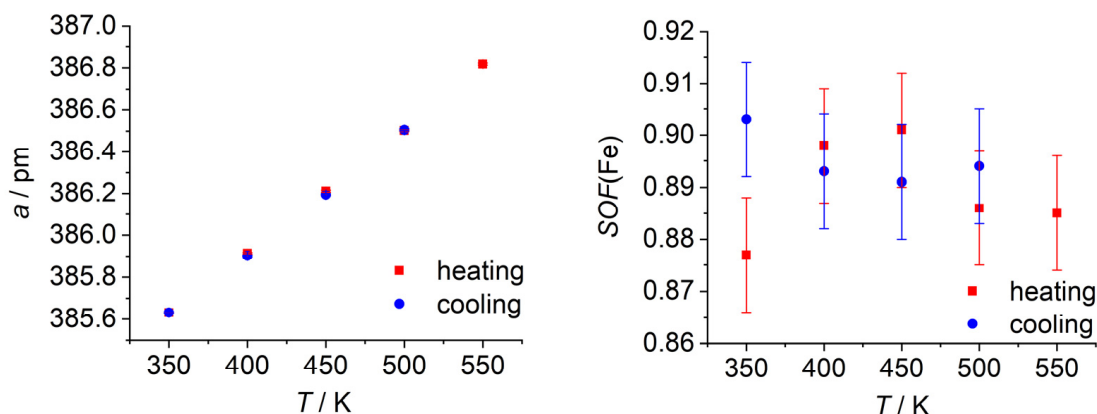 387.0
386.8
386.6
386.4
386.2
386.0
385.8
385.6
a / pm
heating
cooling
350 400 450 500 550
T / K
0.92
0.91
0.90
0.89
0.88
0.87
0.86
SOF(Fe)
heating
cooling
350 400 450 500 550
T / K